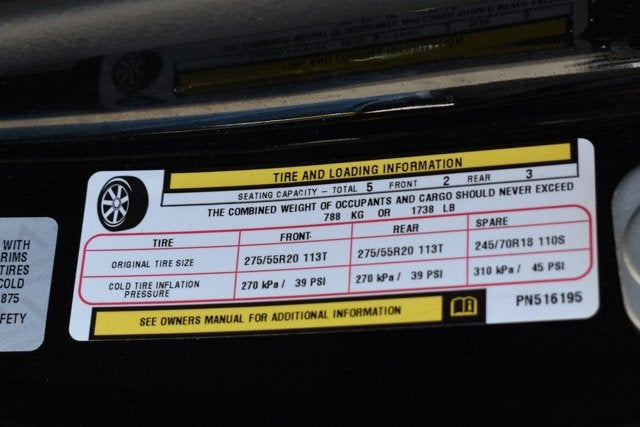 TIRE AND LOADING INFORMATION
SEATING CAPACITY - TOTAL 5 FRONT 2 REAR 3
THE COMBINED WEIGHT OF OCCUPANTS AND CARGO SHOULD NEVER EXCEED
788 KG OR 1738 LB
TIRE FRONT REAR SPARE
ORIGINAL TIRE SIZE 275/55R20 113T 275/55R20 113T 245/70R18 110S
COLD TIRE INFLATION PRESSURE 270 kPa / 39 PSI 270 kPa / 39 PSI 310 kPa / 45 PSI
SEE OWNERS MANUAL FOR ADDITIONAL INFORMATION
PN516195
WITH
RIMS
TIRES
COLD
875
FETY